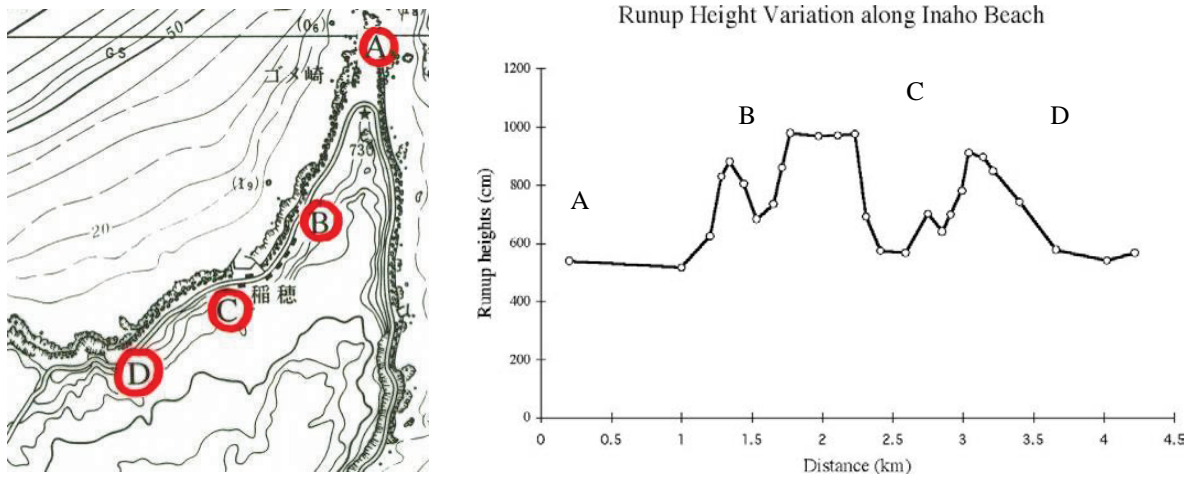 (06)
50
GS
A
ゴメ崎
730
(19)
B
20
稲穂
C
D
Runup Height Variation along Inaho Beach
1200
1000
800
600
400
200
0
Runup heights (cm)
A
B
C
D
0 0.5 1 1.5 2 2.5 3 3.5 4 4.5
Distance (km)